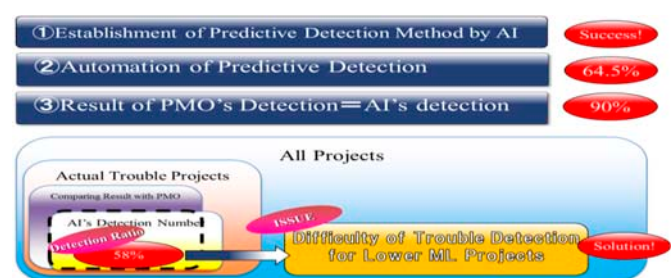 ①Establishment of Predictive Detection Method by AI
Success!
②Automation of Predictive Detection
64.5%
③Result of PMO's Detection＝AI's detection
90%
All Projects
Actual Trouble Projects
Comparing Result with PMO
AI's Detection Number
Detection Ratio
58%
ISSUE
Difficulty of Trouble Detection
for Lower ML Projects
Solution!